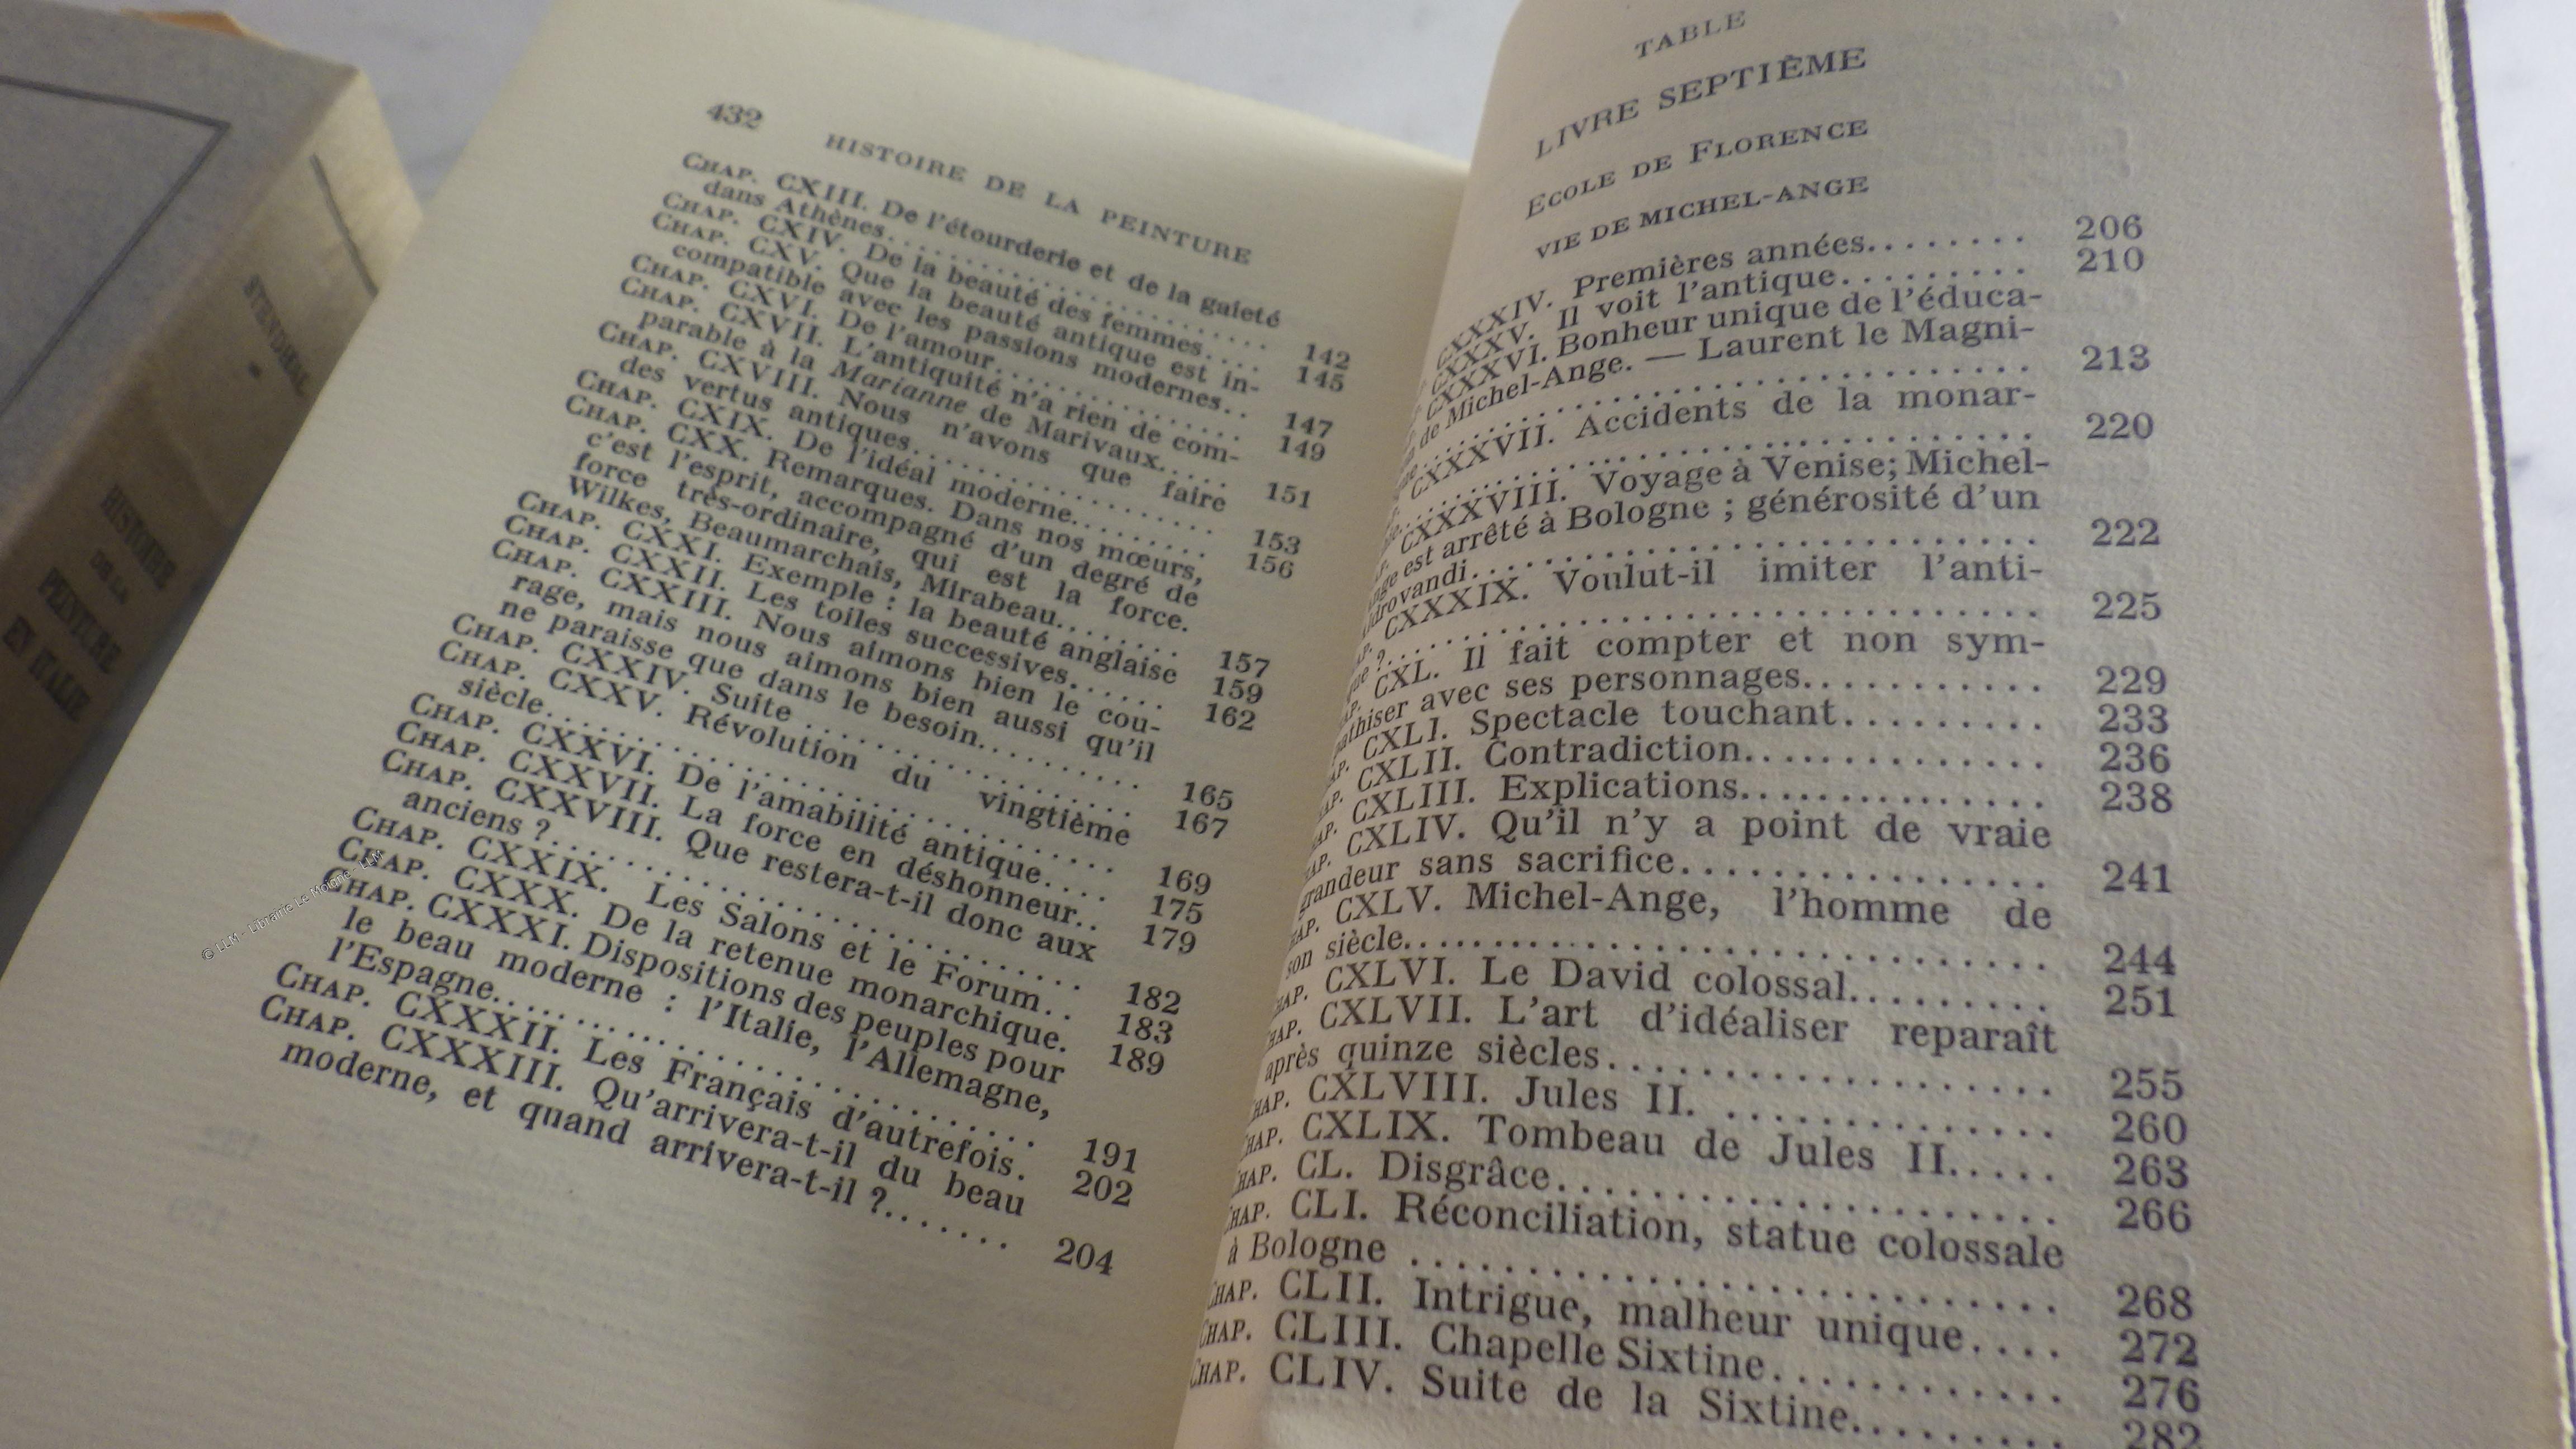 STENDHAL
HISTOIRE
DE LA
PEINTURE
EN ITALIE
432 HISTOIRE DE LA PEINTURE
CHAP. CXIII. De l'étourderie et de la gaieté
dans Athènes........................ 142
CHAP. CXIV. De la beauté des femmes.... 145
CHAP. CXV. Que la beauté antique est in-
compatible avec les passions modernes.. 147
CHAP. CXVI. De l'amour............... 149
CHAP. CXVII. L'antiquité n'a rien de com-
parable à la Marianne de Marivaux..... 151
CHAP. CXVIII. Nous n'avons que faire
des vertus antiques................... 153
CHAP. CXIX. De l'idéal moderne......... 156
CHAP. CXX. Remarques. Dans nos mœurs,
c'est l'esprit, accompagné d'un degré de
force très-ordinaire, qui est la force.
Wilkes, Beaumarchais, Mirabeau....... 157
CHAP. CXXI. Exemple : la beauté anglaise 159
CHAP. CXXII. Les toiles successives...... 162
CHAP. CXXIII. Nous aimons bien le cou-
rage, mais nous aimons bien aussi qu'il
ne paraisse que dans le besoin.......... 165
CHAP. CXXIV. Suite .................. 167
CHAP. CXXV. Révolution du vingtième
siècle............................... 169
CHAP. CXXVI. De l'amabilité antique.... 175
CHAP. CXXVII. La force en déshonneur.. 179
CHAP. CXXVIII. Que restera-t-il donc aux
anciens ?............................ 182
CHAP. CXXIX. Les Salons et le Forum.. 183
CHAP. CXXX. De la retenue monarchique. 189
CHAP. CXXXI. Dispositions des peuples pour
le beau moderne : l'Italie, l'Allemagne,
l'Espagne............................ 191
CHAP. CXXXII. Les Français d'autrefois. 202
CHAP. CXXXIII. Qu'arrivera-t-il du beau
moderne, et quand arrivera-t-il ?....... 204
© LLM - Librairie Le Moigne - LLM
TABLE
LIVRE SEPTIÈME
ECOLE DE FLORENCE
VIE DE MICHEL-ANGE
CXXXIV. Premières années........ 206
CXXXV. Il voit l'antique......... 210
CXXXVI. Bonheur unique de l'éduca-
de Michel-Ange. — Laurent le Magni-
............................ 213
CXXXVII. Accidents de la monar-
............................ 220
CXXXVIII. Voyage à Venise; Michel-
est arrêté à Bologne ; générosité d'un
............................ 222
CXXXIX. Voulut-il imiter l'anti-
?............................ 225
CXL. Il fait compter et non sym-
pathiser avec ses personnages............ 229
CXLI. Spectacle touchant......... 233
CXLII. Contradiction.............. 236
CXLIII. Explications.............. 238
CXLIV. Qu'il n'y a point de vraie
grandeur sans sacrifice................ 241
CXLV. Michel-Ange, l'homme de
son siècle............................ 244
CXLVI. Le David colossal......... 251
CXLVII. L'art d'idéaliser reparaît
après quinze siècles................... 255
CXLVIII. Jules II. ............... 260
CXLIX. Tombeau de Jules II..... 263
CHAP. CL. Disgrâce................... 266
CHAP. CLI. Réconciliation, statue colossale
à Bologne ........................... 268
CHAP. CLII. Intrigue, malheur unique.... 272
CHAP. CLIII. Chapelle Sixtine............ 276
CHAP. CLIV. Suite de la Sixtine......... 282